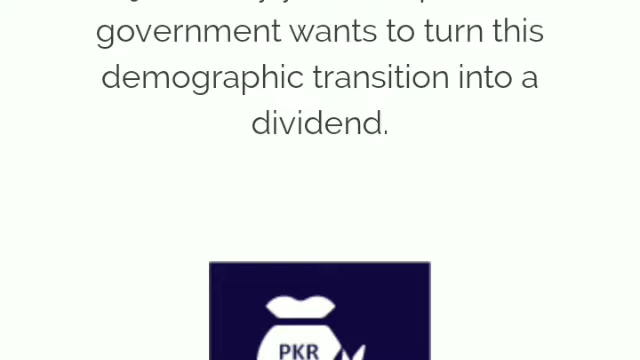 government wants to turn this
demographic transition into a
dividend.
PKR